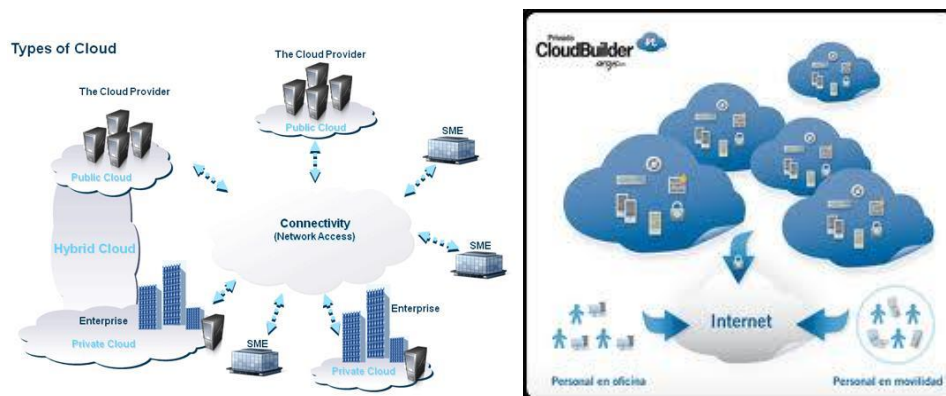 Types of Cloud
The Cloud Provider
The Cloud Provider
Public Cloud
Public Cloud
SME
Hybrid Cloud
Connectivity
(Network Access)
SME
Enterprise
Private Cloud
SME
Enterprise
Private Cloud
Privado
CloudBuilder
Internet
Personal en oficina
Personal en movilidad